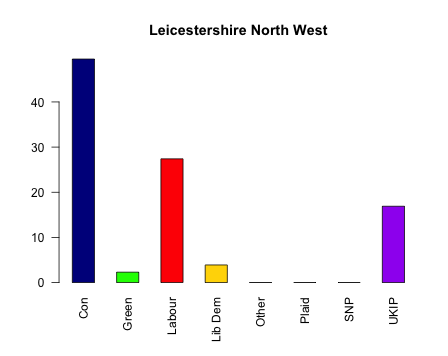 Leicestershire North West
40
30
20
10
0
Con
Green
Labour
Lib Dem
Other
Plaid
SNP
UKIP